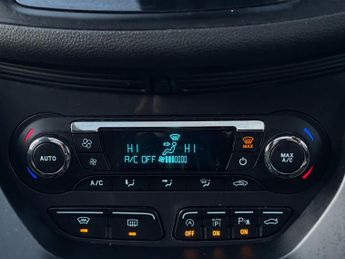 HI HI
A/C OFF
MAX
AUTO
MAX A/C
A/C
A P P A
OFF ON ON